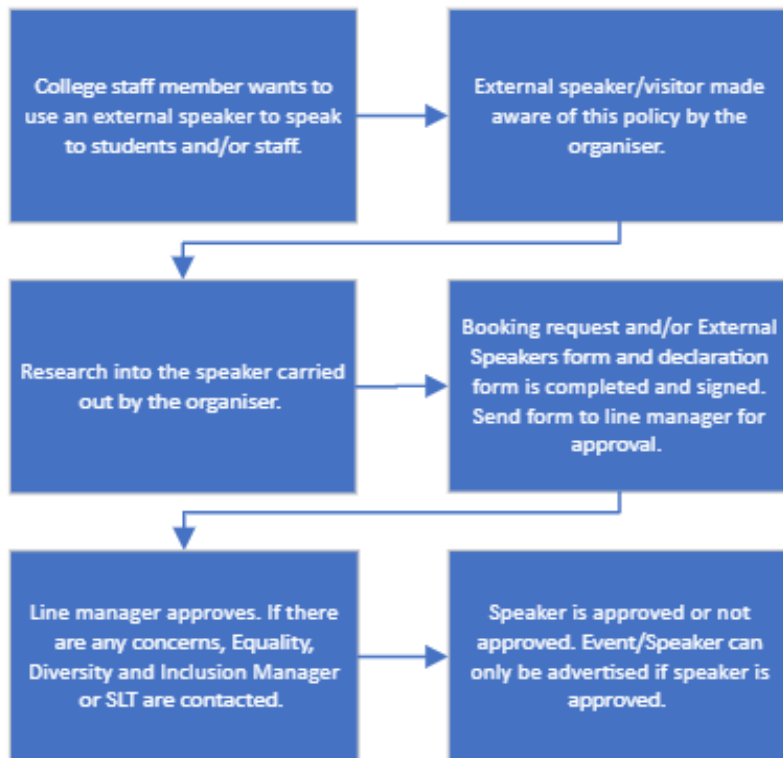 College staff member wants to
use an external speaker to speak
to students and/or staff.
External speaker/visitor made
aware of this policy by the
organiser.
Research into the speaker carried
out by the organiser.
Booking request and/or External
Speakers form and declaration
form is completed and signed.
Send form to line manager for
approval.
Line manager approves. If there
are any concerns, Equality,
Diversity and Inclusion Manager
or SLT are contacted.
Speaker is approved or not
approved. Event/Speaker can
only be advertised if speaker is
approved.